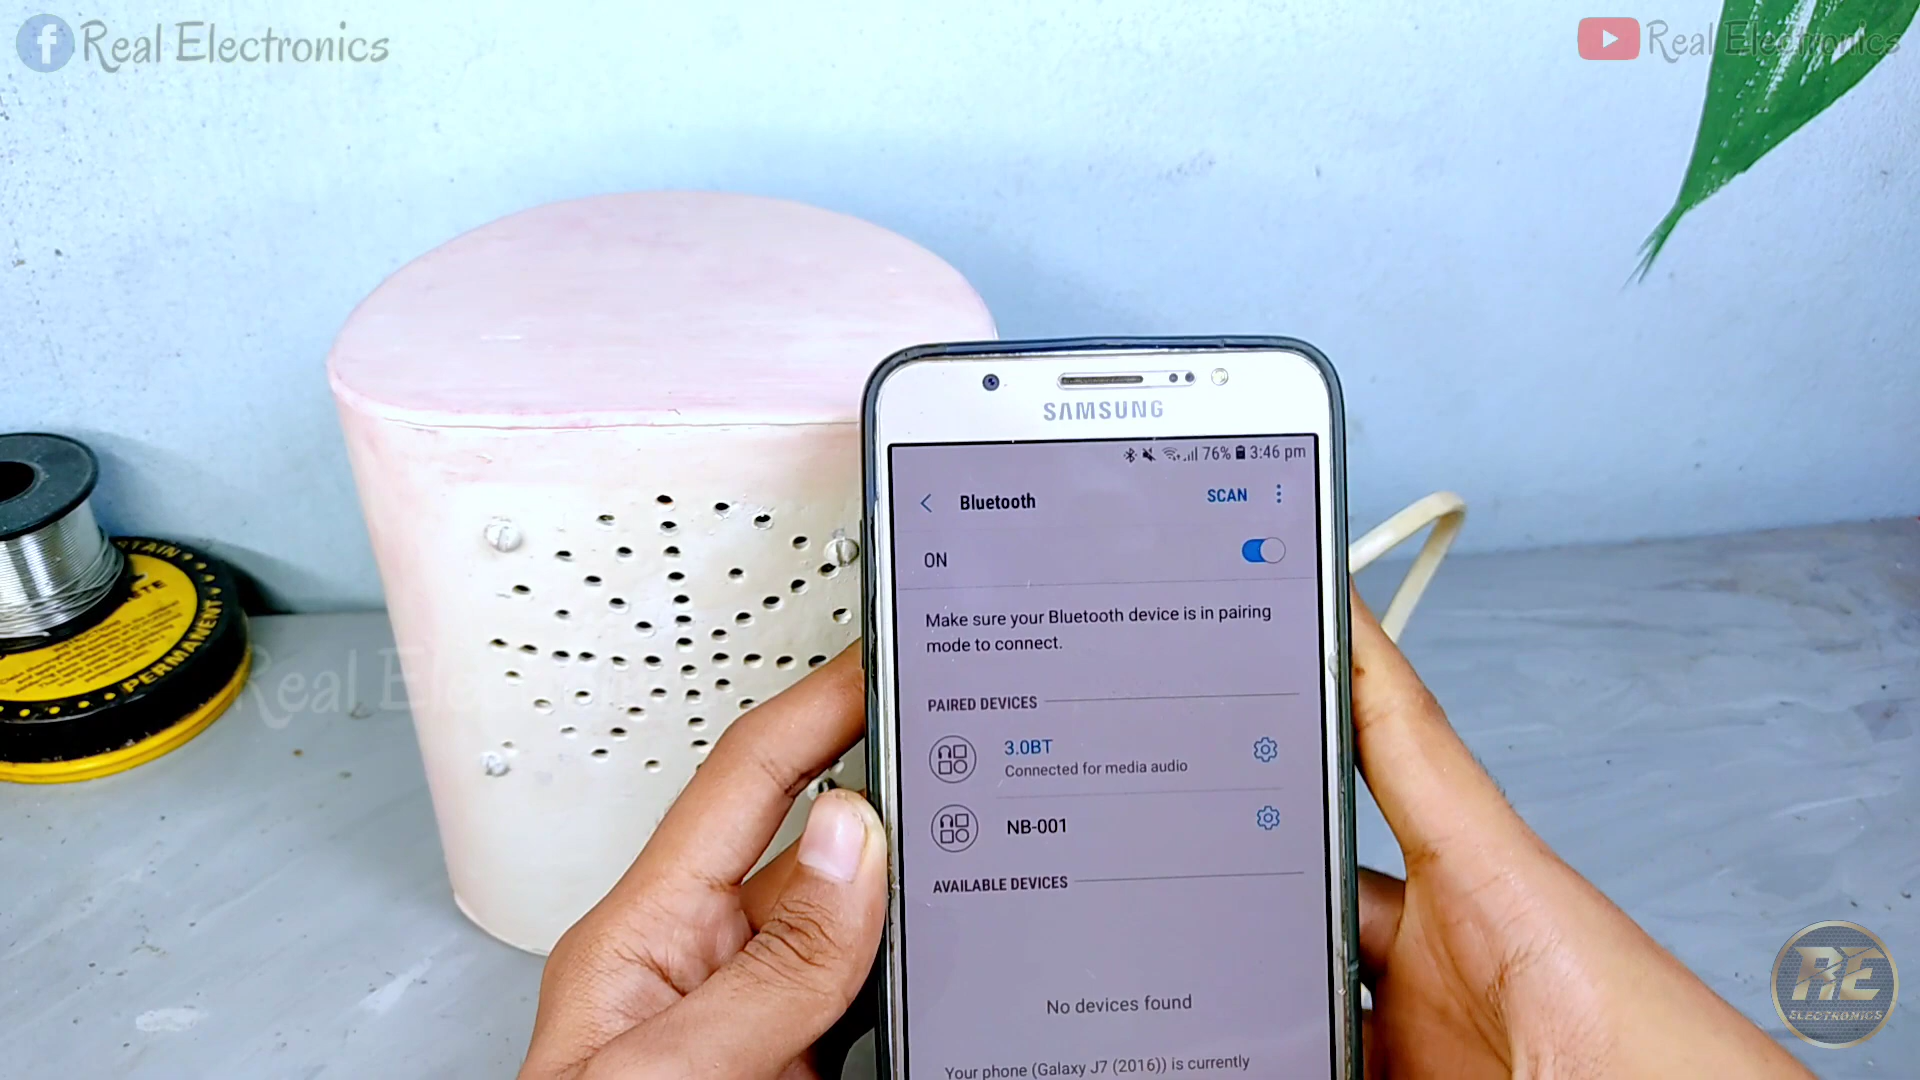 Real Electronics
Real Electronics
SAMSUNG
76% 3:46 pm
Bluetooth
SCAN
ON
Make sure your Bluetooth device is in pairing
mode to connect.
PAIRED DEVICES
3.0BT
Connected for media audio
NB-001
AVAILABLE DEVICES
No devices found
Your phone (Galaxy J7 (2016)) is currently
PERMANENT
Real
RE
ELECTRONICS